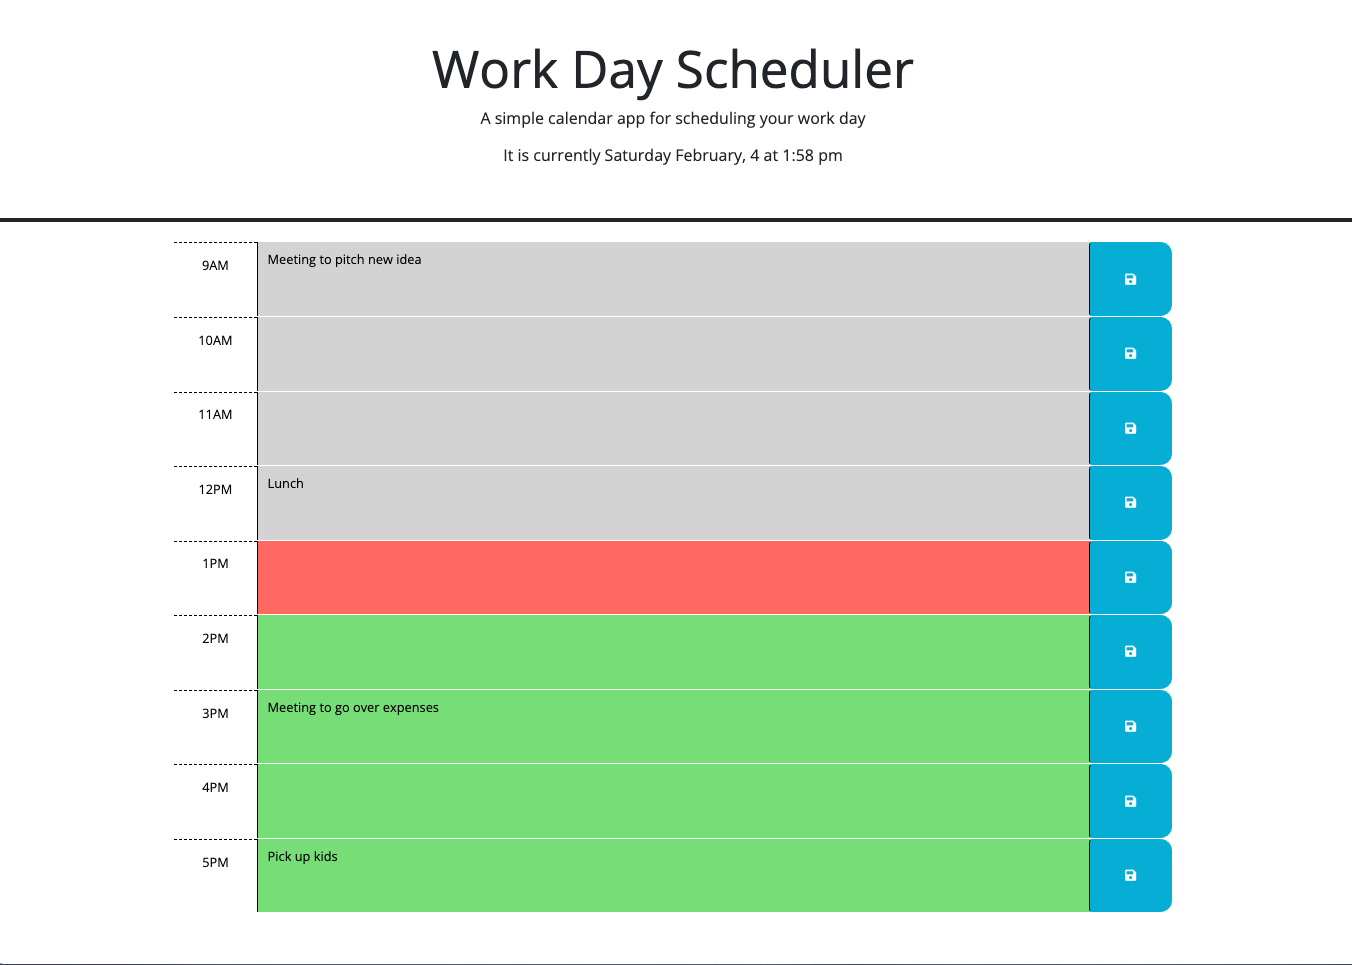 Work Day Scheduler
A simple calendar app for scheduling your work day
It is currently Saturday February, 4 at 1:58 pm
9AM Meeting to pitch new idea
10AM
11AM
12PM Lunch
1PM
2PM
3PM Meeting to go over expenses
4PM
5PM Pick up kids